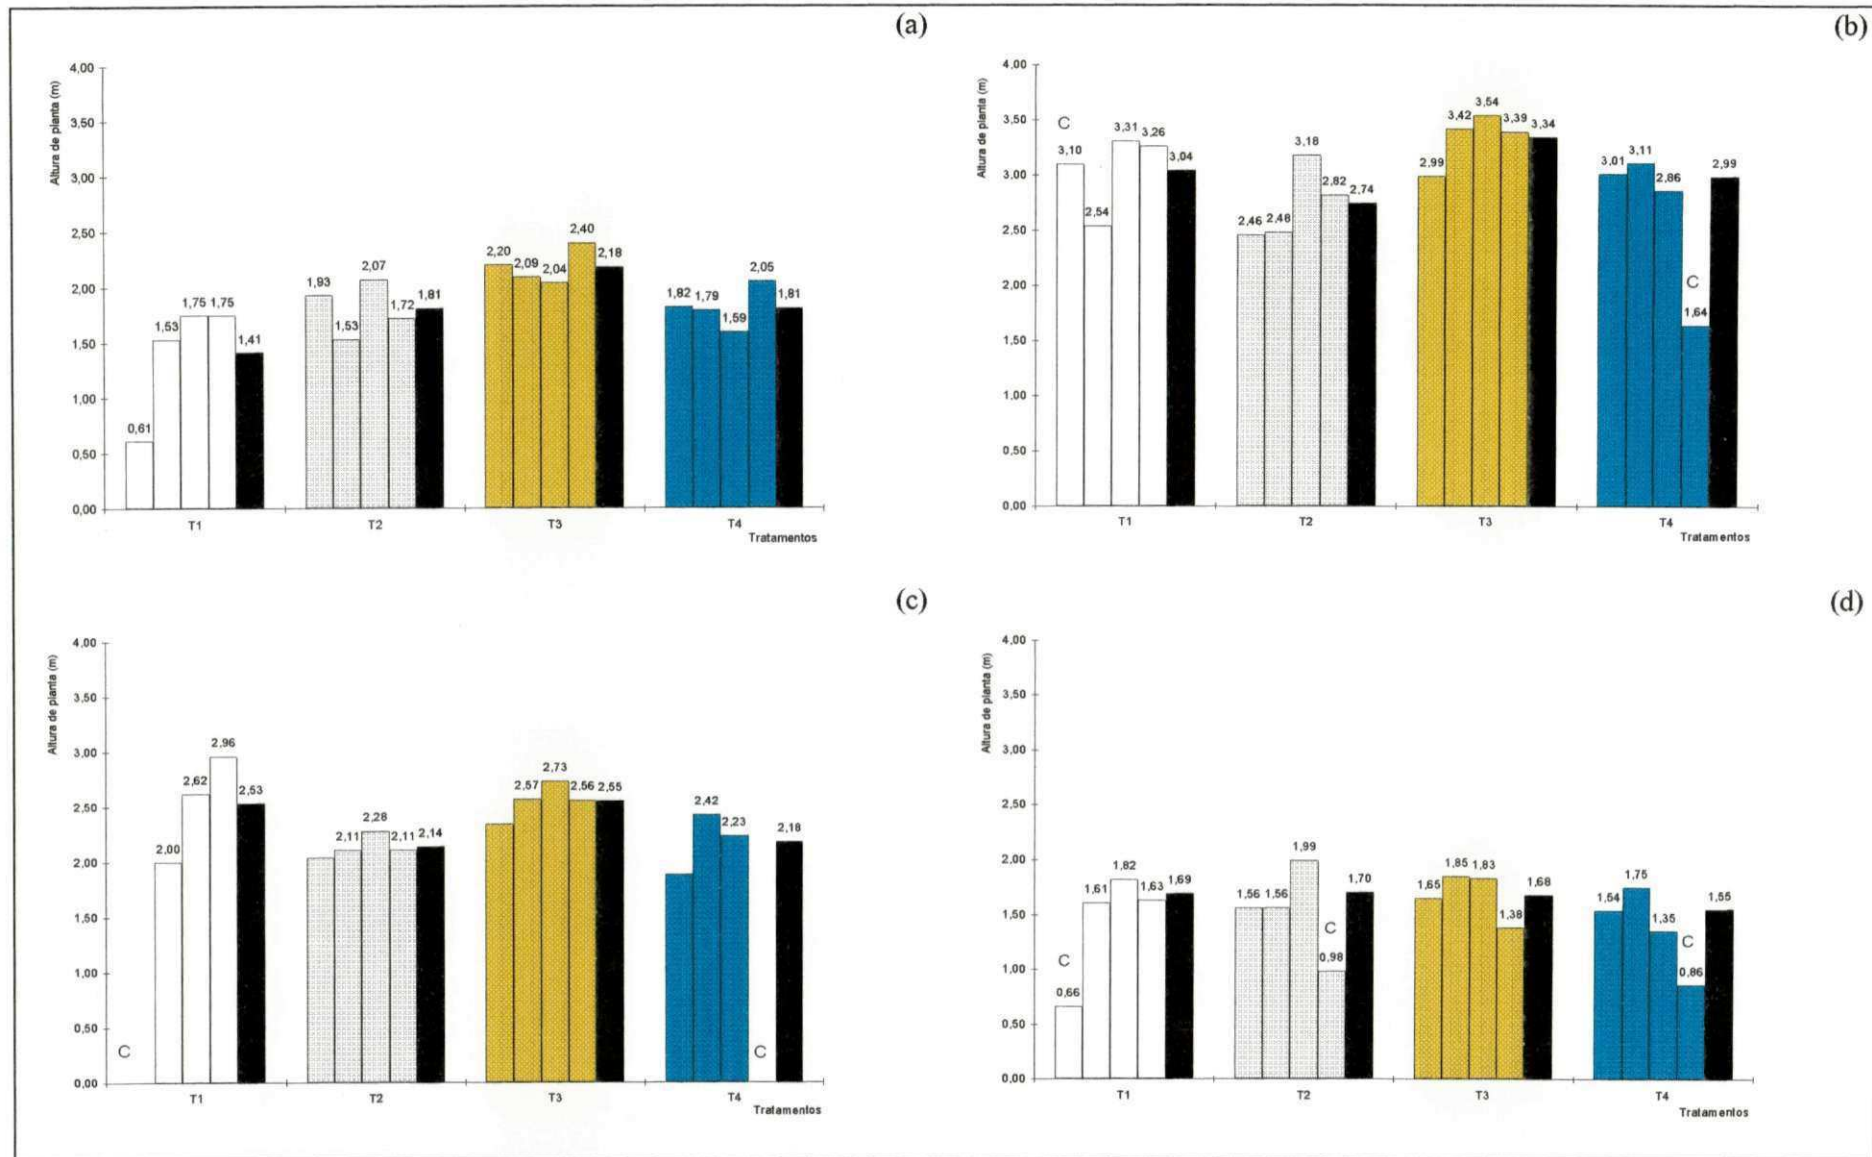 (a)
Altura de planta (m)
4,00
3,50
3,00
2,50
2,00
1,50
1,00
0,50
0,00
0,61 1,53 1,75 1,75 1,41
1,93 1,53 2,07 1,72 1,81
2,20 2,09 2,04 2,40 2,18
1,82 1,79 1,59 2,05 1,81
T1 T2 T3 T4
Tratamentos
(b)
Altura de planta (m)
4,00
3,50
3,00
2,50
2,00
1,50
1,00
0,50
0,00
C
3,10 2,54 3,31 3,26 3,04
2,46 2,48 3,18 2,82 2,74
2,99 3,42 3,54 3,39 3,34
C
3,01 3,11 2,86 1,64 2,99
T1 T2 T3 T4
Tratamentos
(c)
Altura de planta (m)
4,00
3,50
3,00
2,50
2,00
1,50
1,00
0,50
0,00
C 2,00 2,62 2,96 2,53
2,11 2,28 2,11 2,14
2,57 2,73 2,56 2,55
2,42 2,23 C 2,18
T1 T2 T3 T4
Tratamentos
(d)
Altura de planta (m)
4,00
3,50
3,00
2,50
2,00
1,50
1,00
0,50
0,00
C
0,66 1,61 1,82 1,63 1,69
C
1,56 1,56 1,99 0,98 1,70
1,65 1,85 1,83 1,38 1,68
C
1,54 1,75 1,35 0,86 1,55
T1 T2 T3 T4
Tratamentos